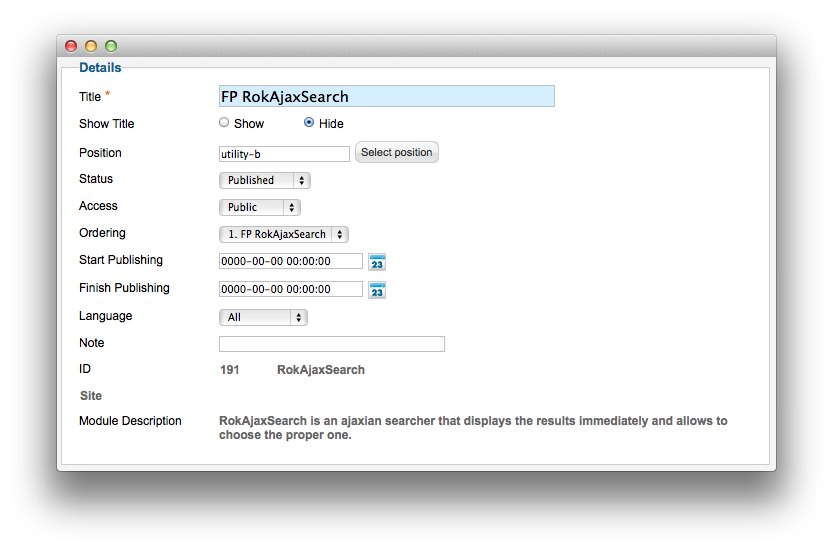 Details
Title * FP RokAjaxSearch
Show Title Show Hide
Position utility-b Select position
Status Published
Access Public
Ordering 1. FP RokAjaxSearch
Start Publishing 0000-00-00 00:00:00 23
Finish Publishing 0000-00-00 00:00:00 23
Language All
Note
ID 191 RokAjaxSearch
Site
Module Description RokAjaxSearch is an ajaxian searcher that displays the results immediately and allows to
choose the proper one.